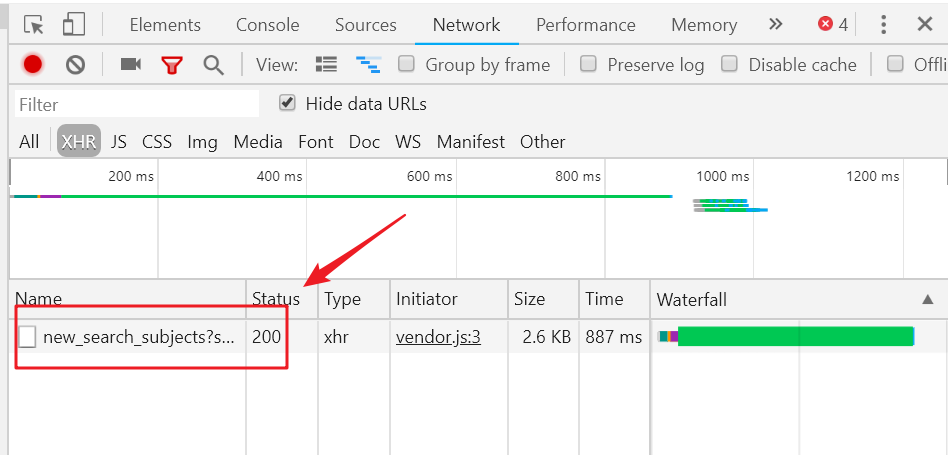 Elements Console Sources Network Performance Memory » 4
View: Group by frame Preserve log Disable cache Offli
Filter Hide data URLs
All XHR JS CSS Img Media Font Doc WS Manifest Other
200 ms 400 ms 600 ms 800 ms 1000 ms 1200 ms
Name Status Type Initiator Size Time Waterfall
new_search_subjects?s... 200 xhr vendor.js:3 2.6 KB 887 ms